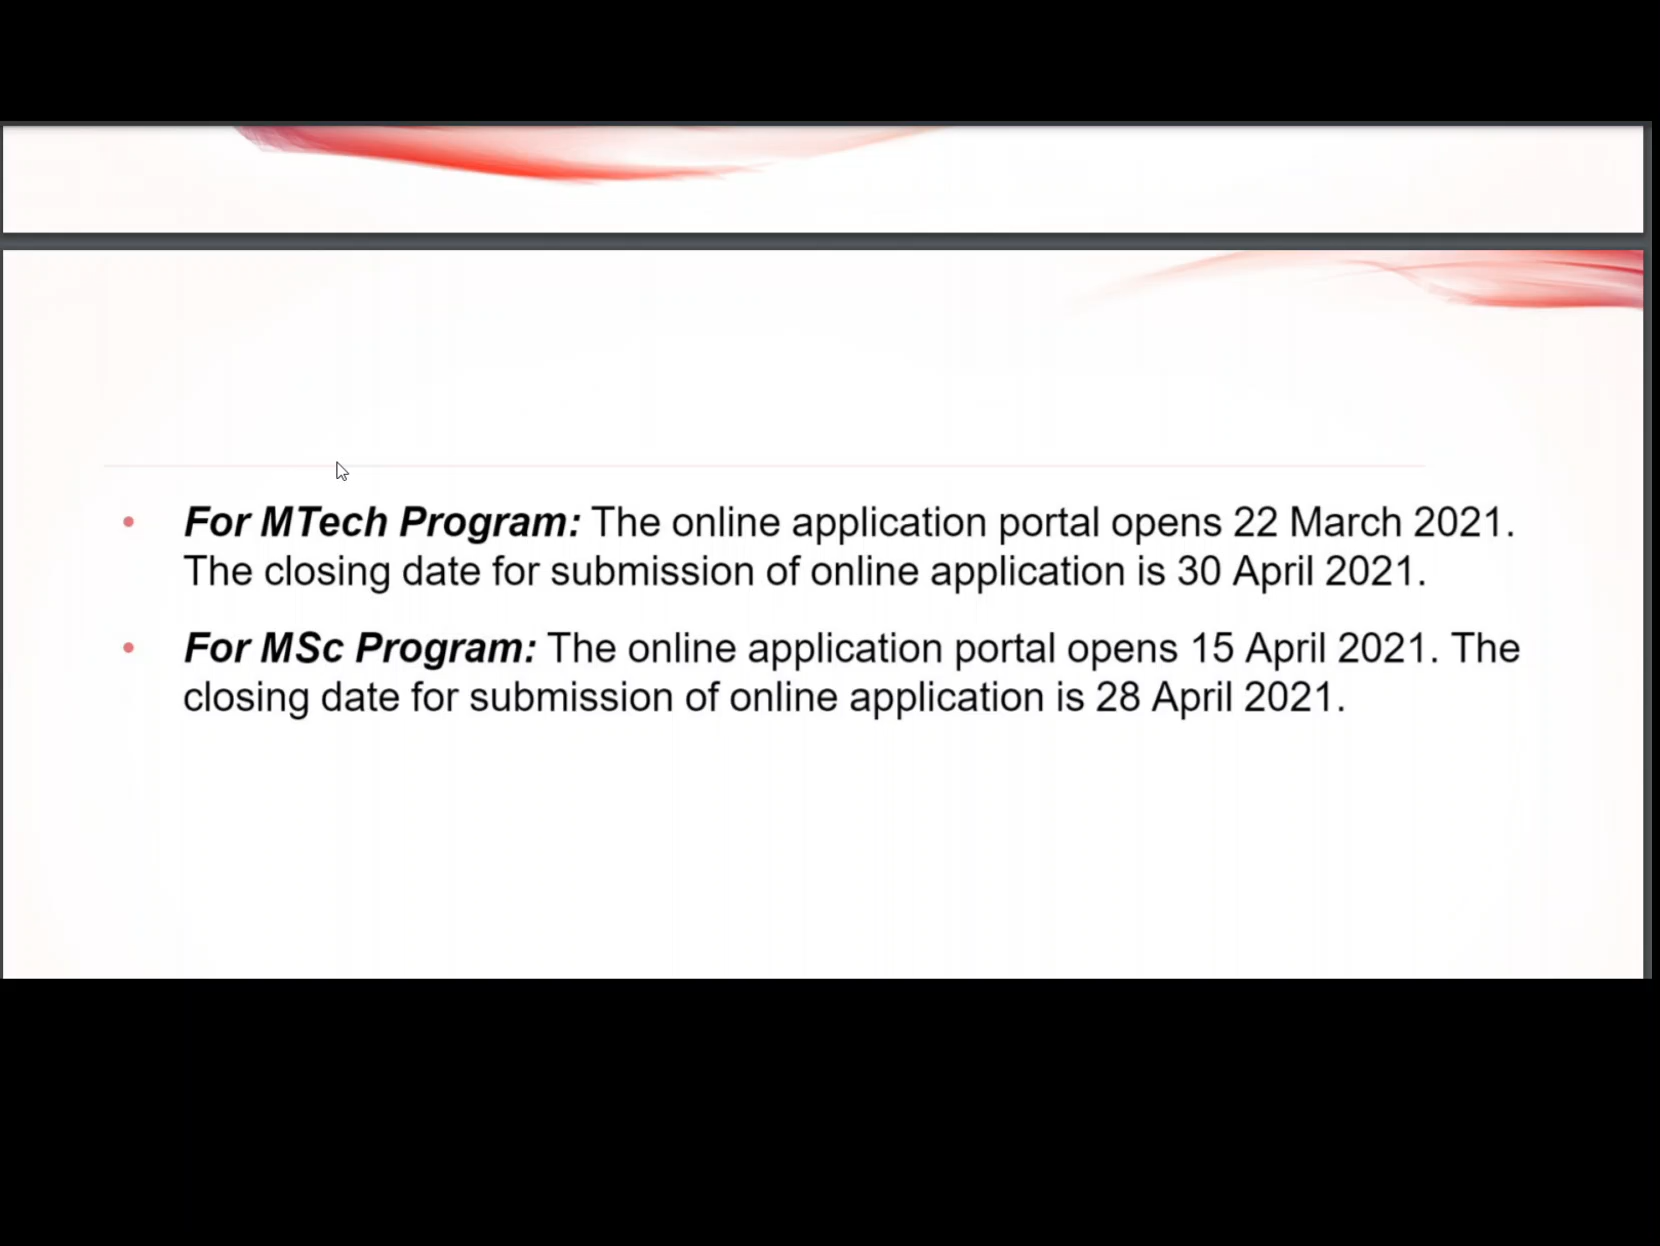 • For MTech Program: The online application portal opens 22 March 2021.
The closing date for submission of online application is 30 April 2021.
• For MSc Program: The online application portal opens 15 April 2021. The
closing date for submission of online application is 28 April 2021.